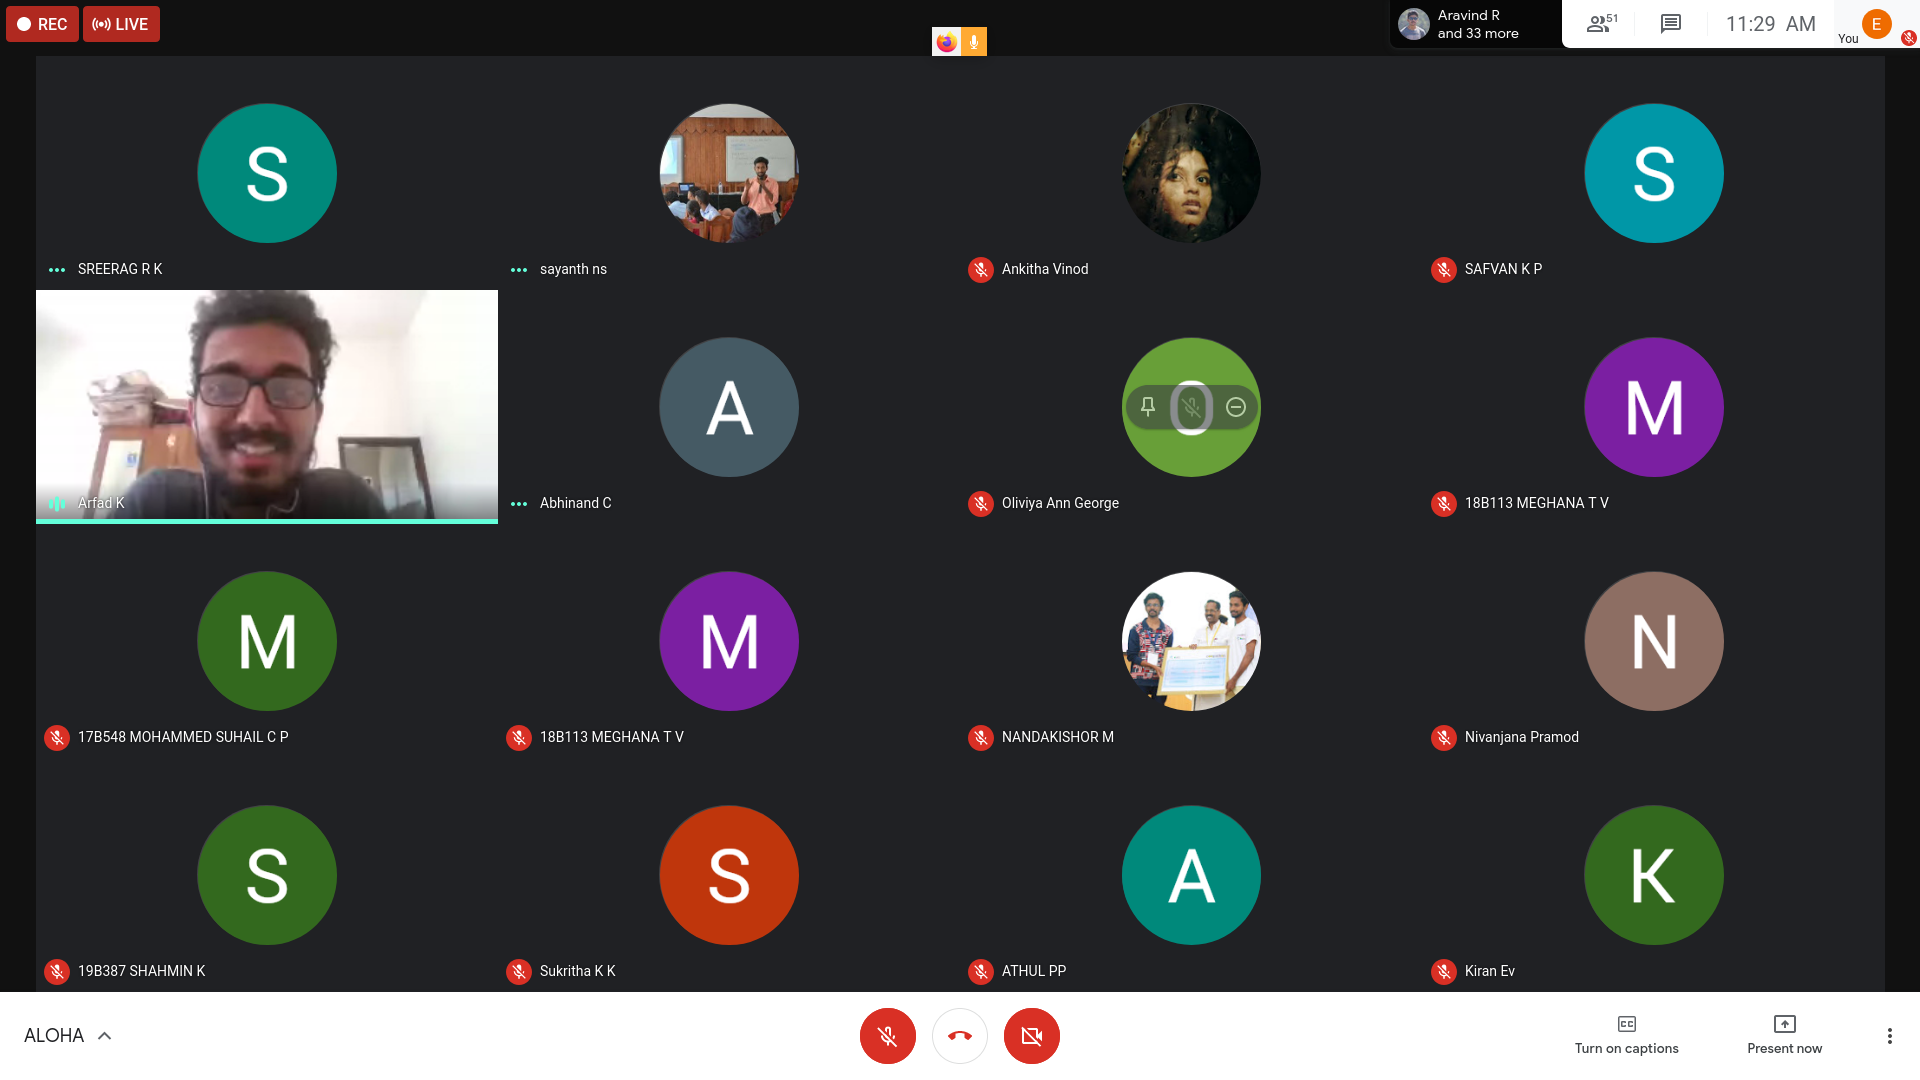 REC
LIVE
Aravind R
and 33 more
51
11:29 AM
You
E
S
S
SREERAG R K
sayanth ns
Ankitha Vinod
SAFVAN K P
A
O
M
Arfad K
Abhinand C
Oliviya Ann George
18B113 MEGHANA T V
M
M
N
17B548 MOHAMMED SUHAIL C P
18B113 MEGHANA T V
NANDAKISHOR M
Nivanjana Pramod
S
S
A
K
19B387 SHAHMIN K
Sukritha K K
ATHUL PP
Kiran Ev
ALOHA
CC
Turn on captions
Present now